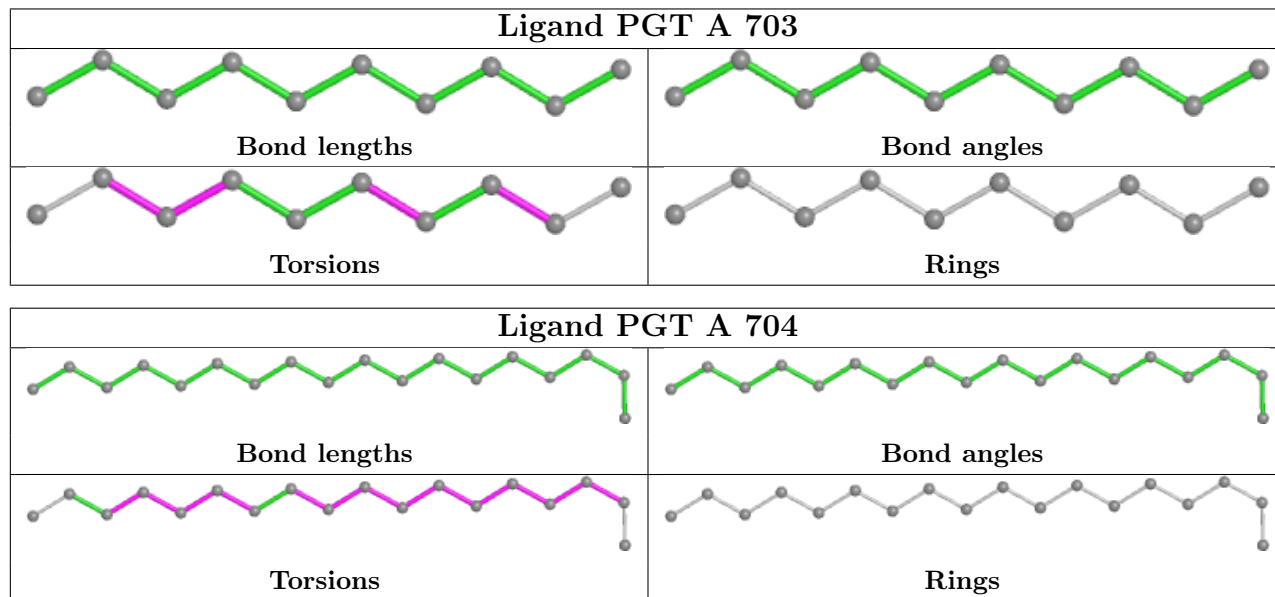 Ligand PGT A 703
Bond lengths Bond angles
Torsions Rings
Ligand PGT A 704
Bond lengths Bond angles
Torsions Rings